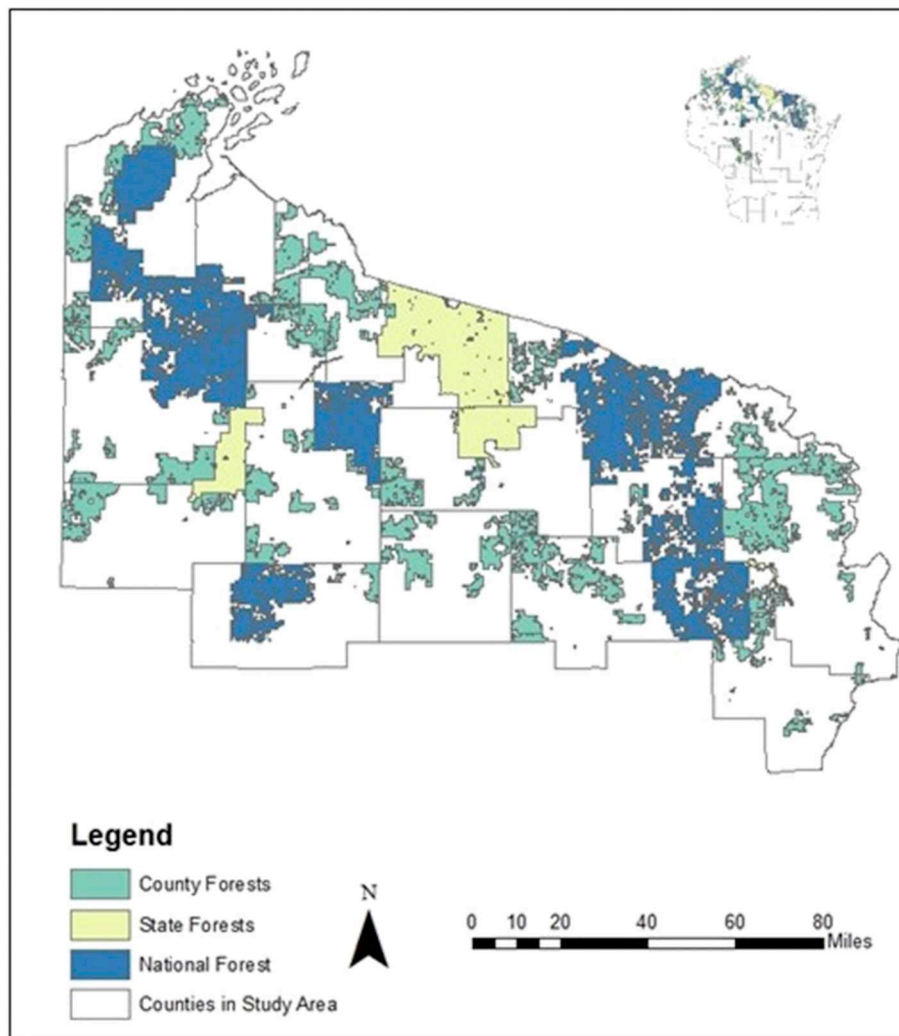 Legend
County Forests
State Forests
National Forest
Counties in Study Area
N
0 10 20 40 60 80
Miles